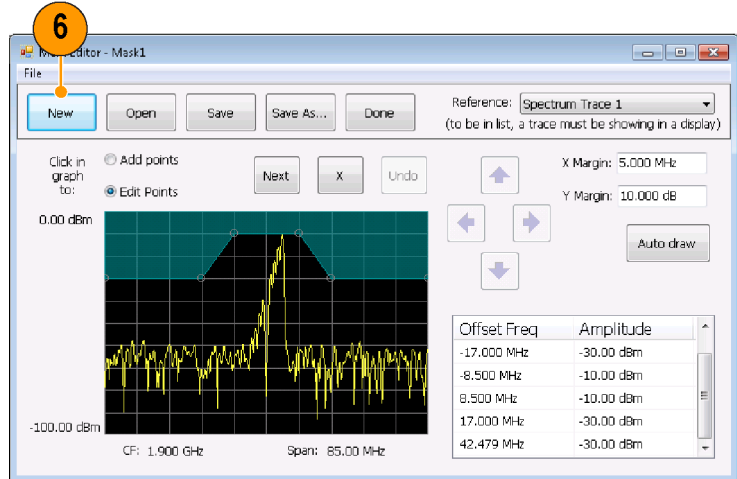 6
Mask Editor - Mask1
File
New Open Save Save As... Done
Reference: Spectrum Trace 1
(to be in list, a trace must be showing in a display)
Click in graph to:
Add points
Edit Points
Next X Undo
X Margin: 5.000 MHz
Y Margin: 10.000 dB
Auto draw
0.00 dBm
-100.00 dBm
CF: 1.900 GHz Span: 85.00 MHz
Offset Freq Amplitude
-17.000 MHz -30.00 dBm
-8.500 MHz -10.00 dBm
8.500 MHz -10.00 dBm
17.000 MHz -30.00 dBm
42.479 MHz -30.00 dBm